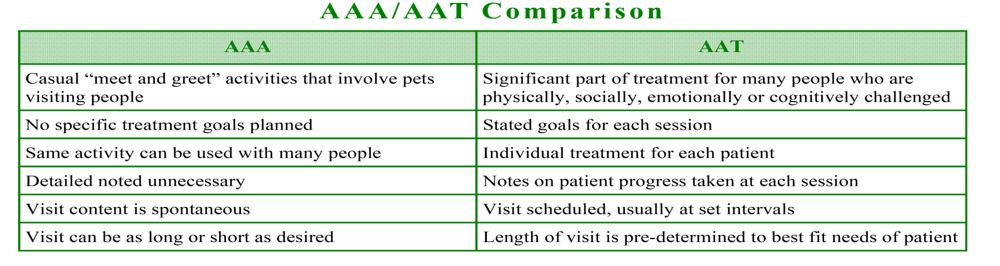 AAA/AAT Comparison
AAA
AAT
Casual “meet and greet” activities that involve pets
visiting people
Significant part of treatment for many people who are
physically, socially, emotionally or cognitively challenged
No specific treatment goals planned
Stated goals for each session
Same activity can be used with many people
Individual treatment for each patient
Detailed noted unnecessary
Notes on patient progress taken at each session
Visit content is spontaneous
Visit scheduled, usually at set intervals
Visit can be as long or short as desired
Length of visit is pre-determined to best fit needs of patient